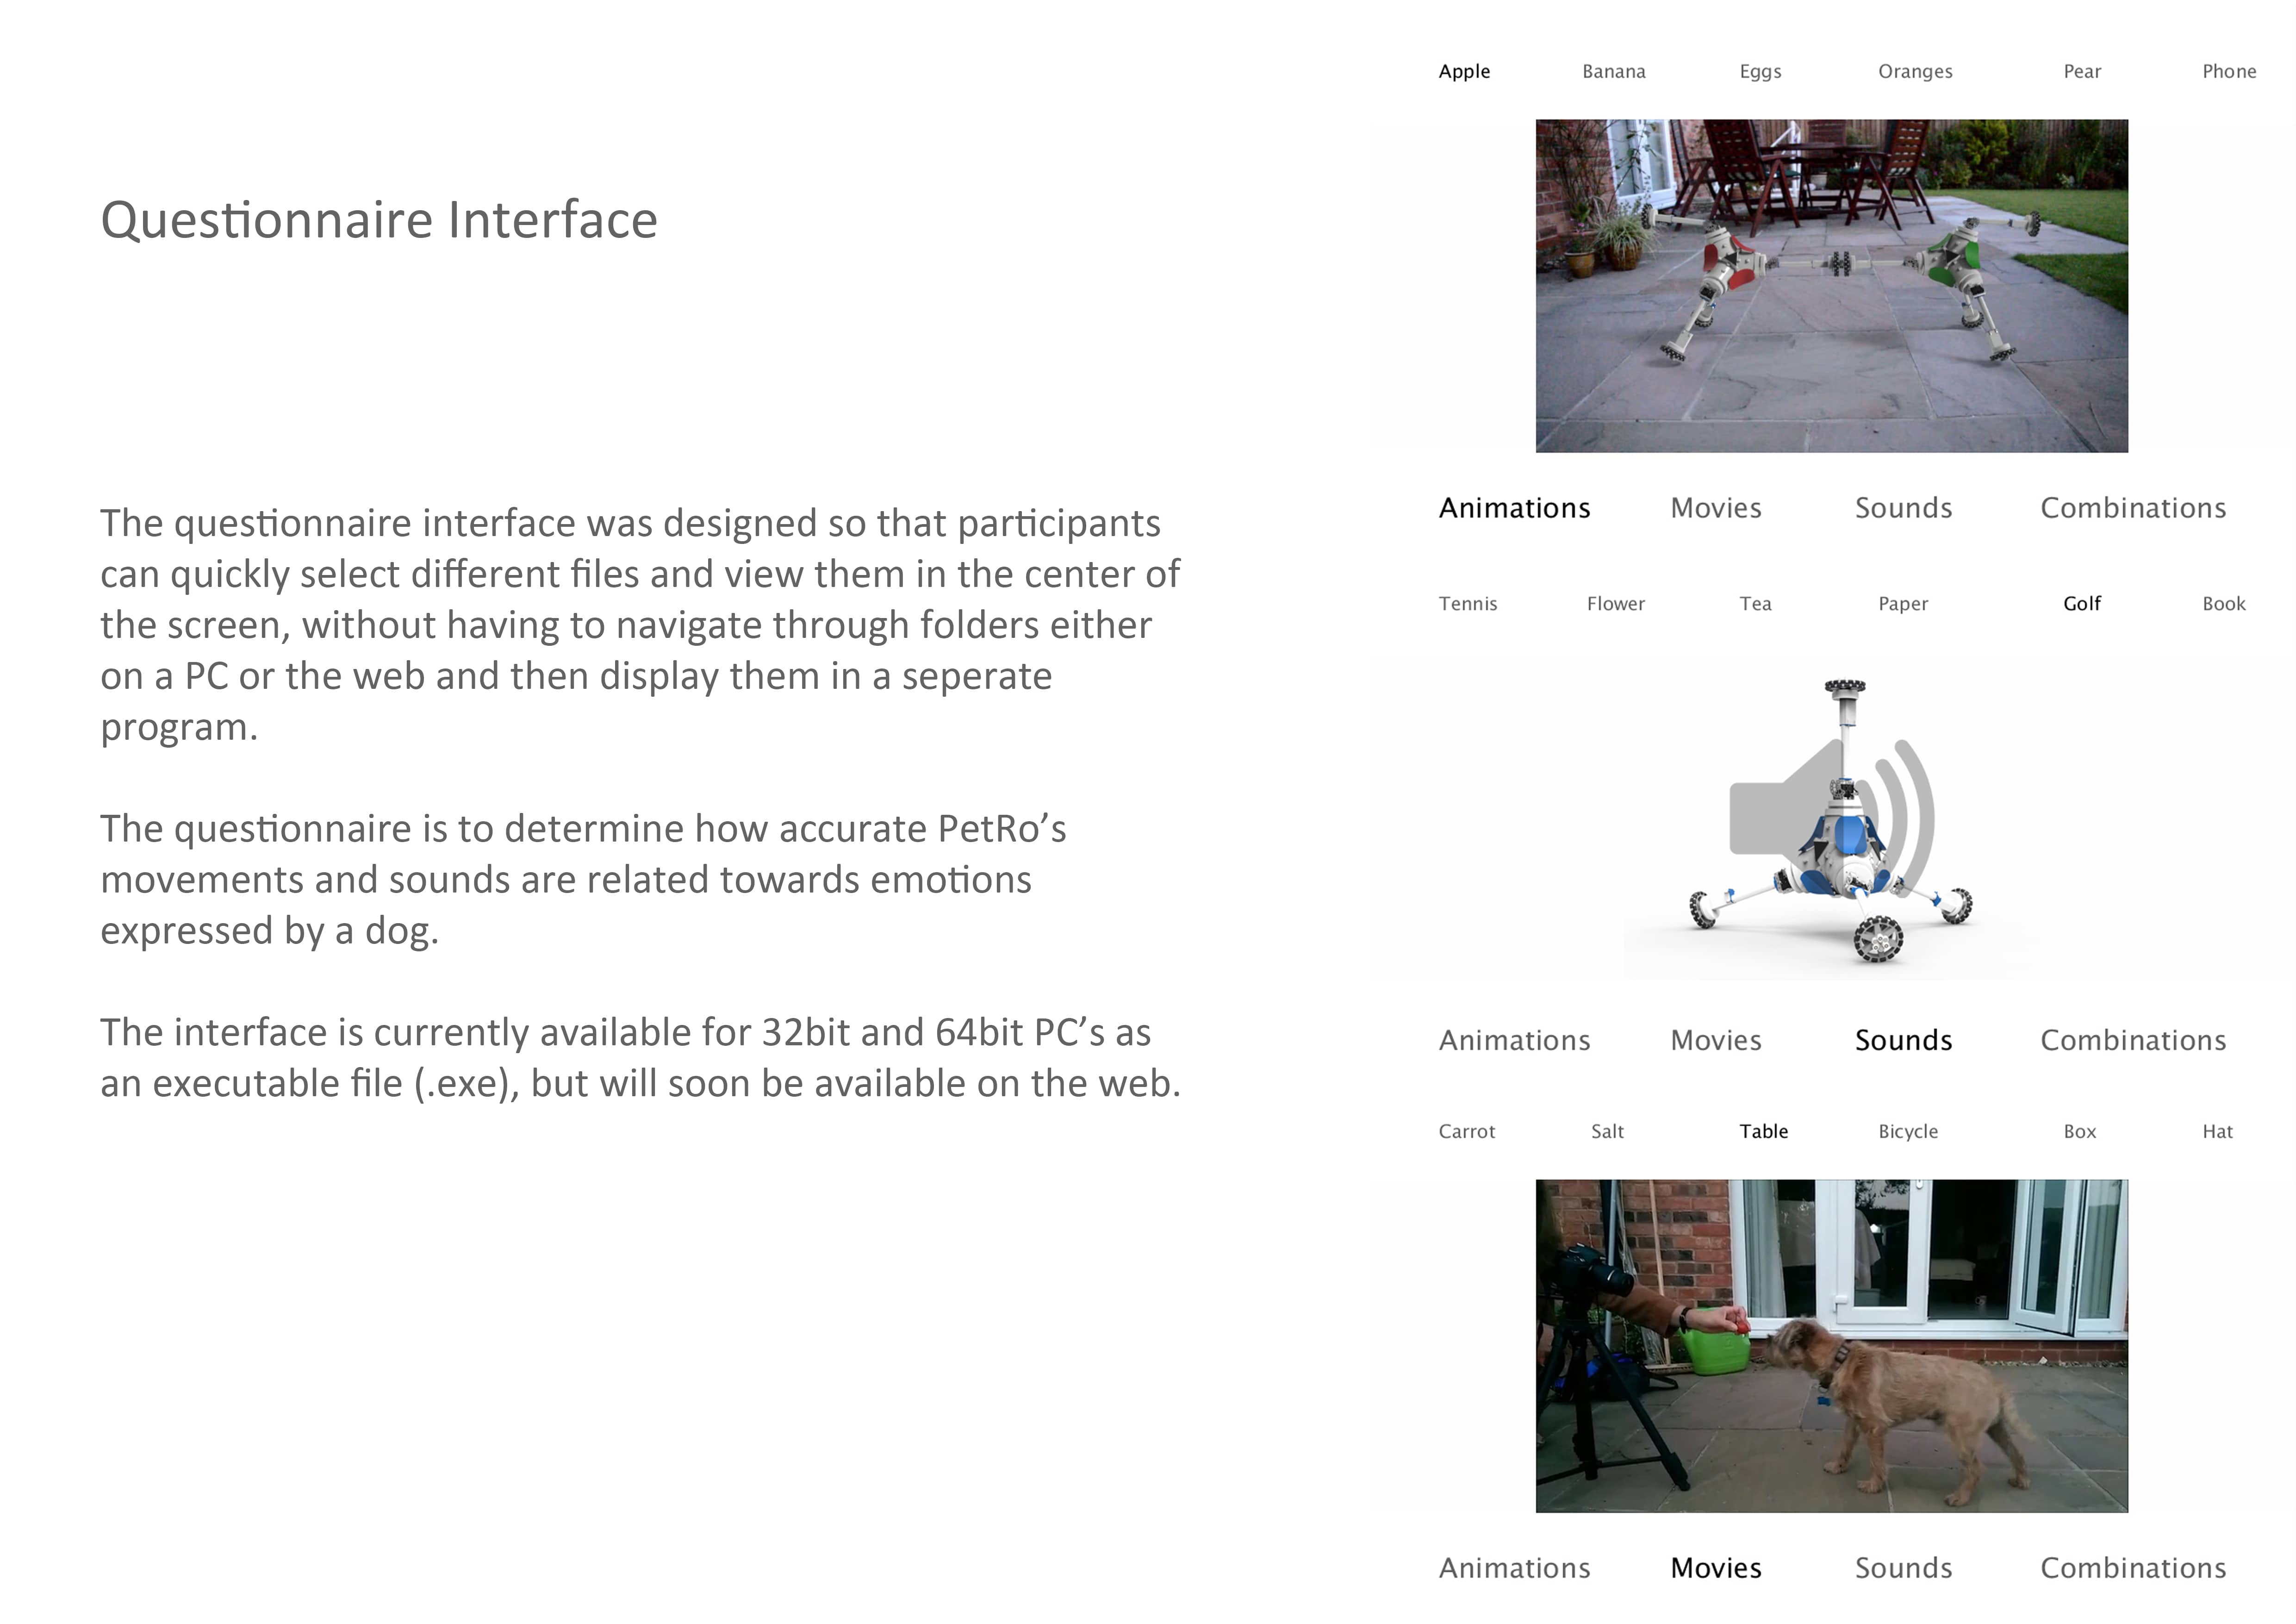 Questionnaire Interface
The questionnaire interface was designed so that participants
can quickly select different files and view them in the center of
the screen, without having to navigate through folders either
on a PC or the web and then display them in a seperate
program.
The questionnaire is to determine how accurate PetRo’s
movements and sounds are related towards emotions
expressed by a dog.
The interface is currently available for 32bit and 64bit PC’s as
an executable file (.exe), but will soon be available on the web.
Apple Banana Eggs Oranges Pear Phone
Animations Movies Sounds Combinations
Tennis Flower Tea Paper Golf Book
Animations Movies Sounds Combinations
Carrot Salt Table Bicycle Box Hat
Animations Movies Sounds Combinations